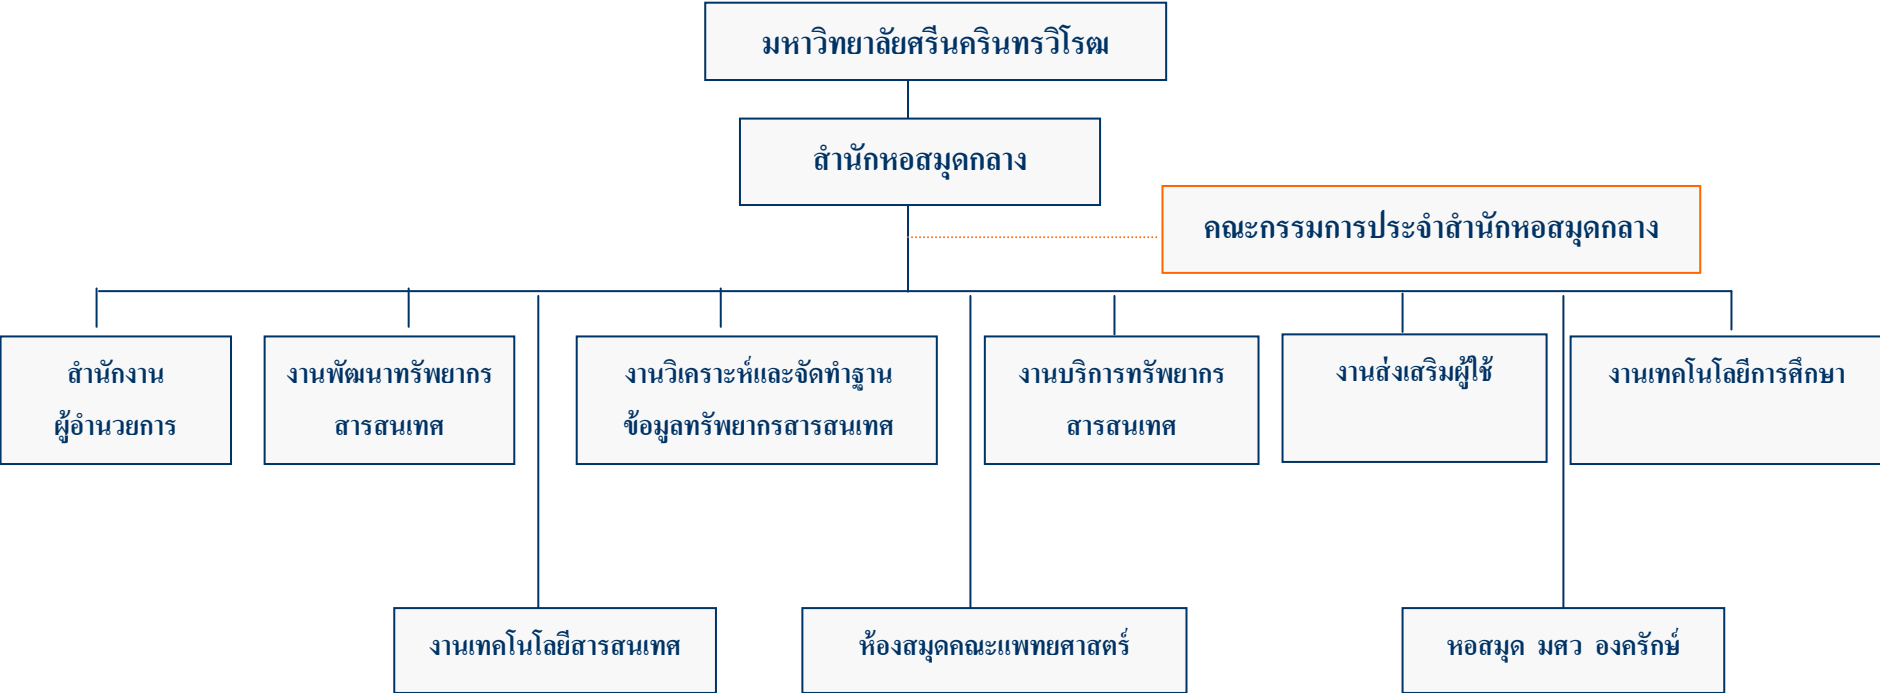 มหาวิทยาลัยศรีนครินทรวิโรฒ
สำนักหอสมุดกลาง
คณะกรรมการประจำสำนักหอสมุดกลาง
สำนักงาน
ผู้อำนวยการ
งานพัฒนาทรัพยากร
สารสนเทศ
งานวิเคราะห์และจัดทำฐาน
ข้อมูลทรัพยากรสารสนเทศ
งานบริการทรัพยากร
สารสนเทศ
งานส่งเสริมผู้ใช้
งานเทคโนโลยีการศึกษา
งานเทคโนโลยีสารสนเทศ
ห้องสมุดคณะแพทยศาสตร์
หอสมุด มศว องครักษ์